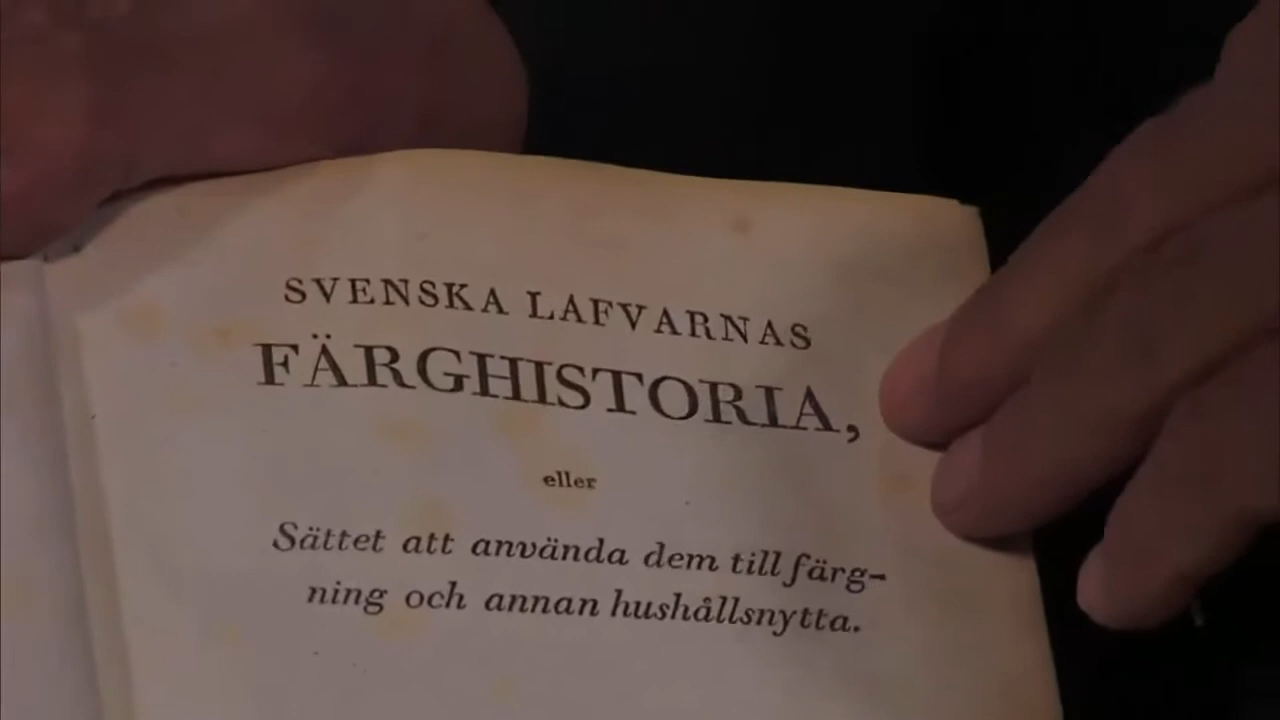 SVENSKA LAFVARNAS
FÄRGHISTORIA,
eller
Sättet att använda dem till färg-
ning och annan hushållsnytta.